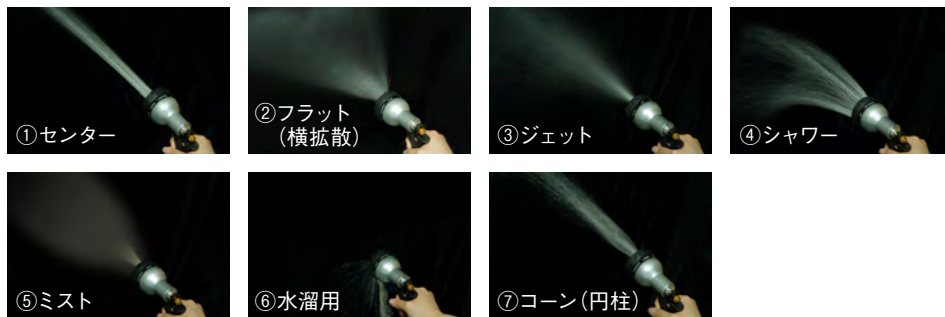 ①センター
②フラット
（横拡散）
③ジェット
④シャワー
⑤ミスト
⑥水溜用
⑦コーン（円柱）